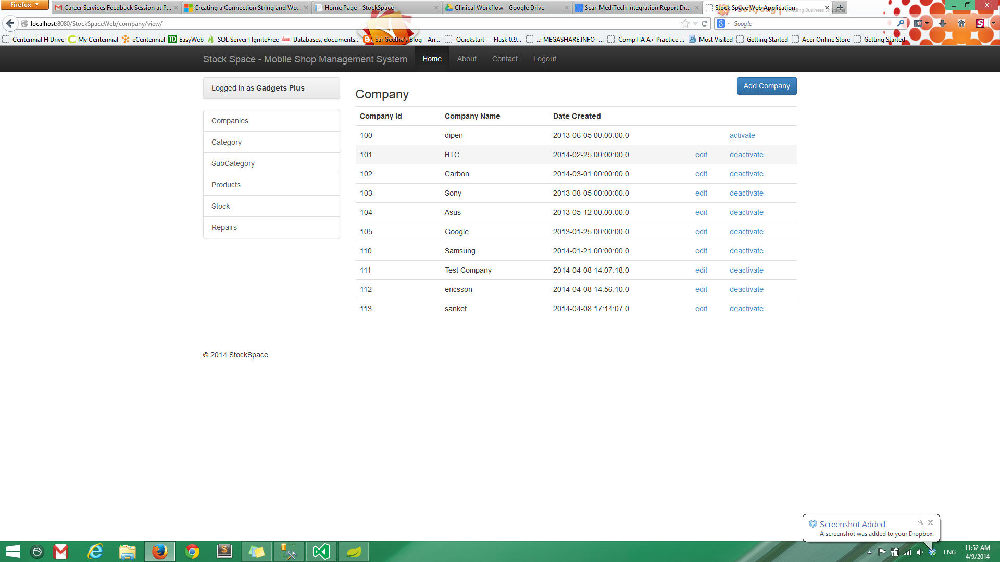 Firefox
Career Services Feedback Session at P...
Creating a Connection String and Wo...
Home Page - StockSpace
Clinical Workflow - Google Drive
Scar-MediTech Integration Report Dr...
Stock Space Web Application
Providing Business Solutions
localhost:8080/StockSpaceWeb/company/view/
Google
Centennial H Drive
My Centennial
eCentennial
EasyWeb
SQL Server | IgniteFree
Databases, documents...
Sai Geetha's Blog - An...
Quickstart — Flask 0.9...
..: MEGASHARE.INFO -...
CompTIA A+ Practice ...
Most Visited
Getting Started
Acer Online Store
Getting Started
Stock Space - Mobile Shop Management System
Home
About
Contact
Logout
Logged in as Gadgets Plus
Companies
Category
SubCategory
Products
Stock
Repairs
Company
Add Company
Company Id Company Name Date Created
100 dipen 2013-06-05 00:00:00.0 activate
101 HTC 2014-02-25 00:00:00.0 edit deactivate
102 Carbon 2014-03-01 00:00:00.0 edit deactivate
103 Sony 2013-08-05 00:00:00.0 edit deactivate
104 Asus 2013-05-12 00:00:00.0 edit deactivate
105 Google 2013-01-25 00:00:00.0 edit deactivate
110 Samsung 2014-01-21 00:00:00.0 edit deactivate
111 Test Company 2014-04-08 14:07:18.0 edit deactivate
112 ericsson 2014-04-08 14:56:10.0 edit deactivate
113 sanket 2014-04-08 17:14:07.0 edit deactivate
© 2014 StockSpace
Screenshot Added
A screenshot was added to your Dropbox.
ENG
11:52 AM
4/9/2014